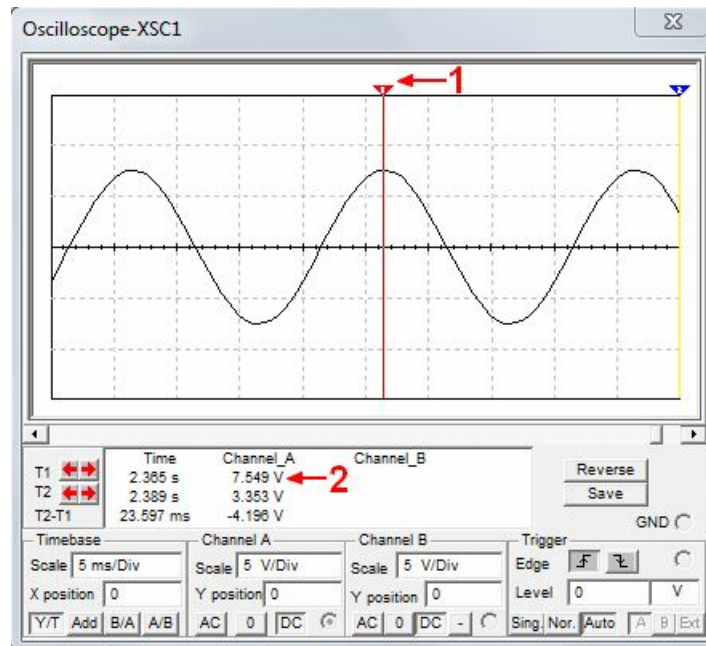 Oscilloscope-XSC1
1
1 2
Time Channel_A Channel_B
T1 2.365 s 7.549 V 2 Reverse
T2 2.389 s 3.353 V Save
T2-T1 23.597 ms -4.196 V GND
Timebase Channel A Channel B Trigger
Scale 5 ms/Div Scale 5 V/Div Scale 5 V/Div Edge
X position 0 Y position 0 Y position 0 Level 0 V
Y/T Add B/A A/B AC 0 DC AC 0 DC - Sing. Nor. Auto A B Ext